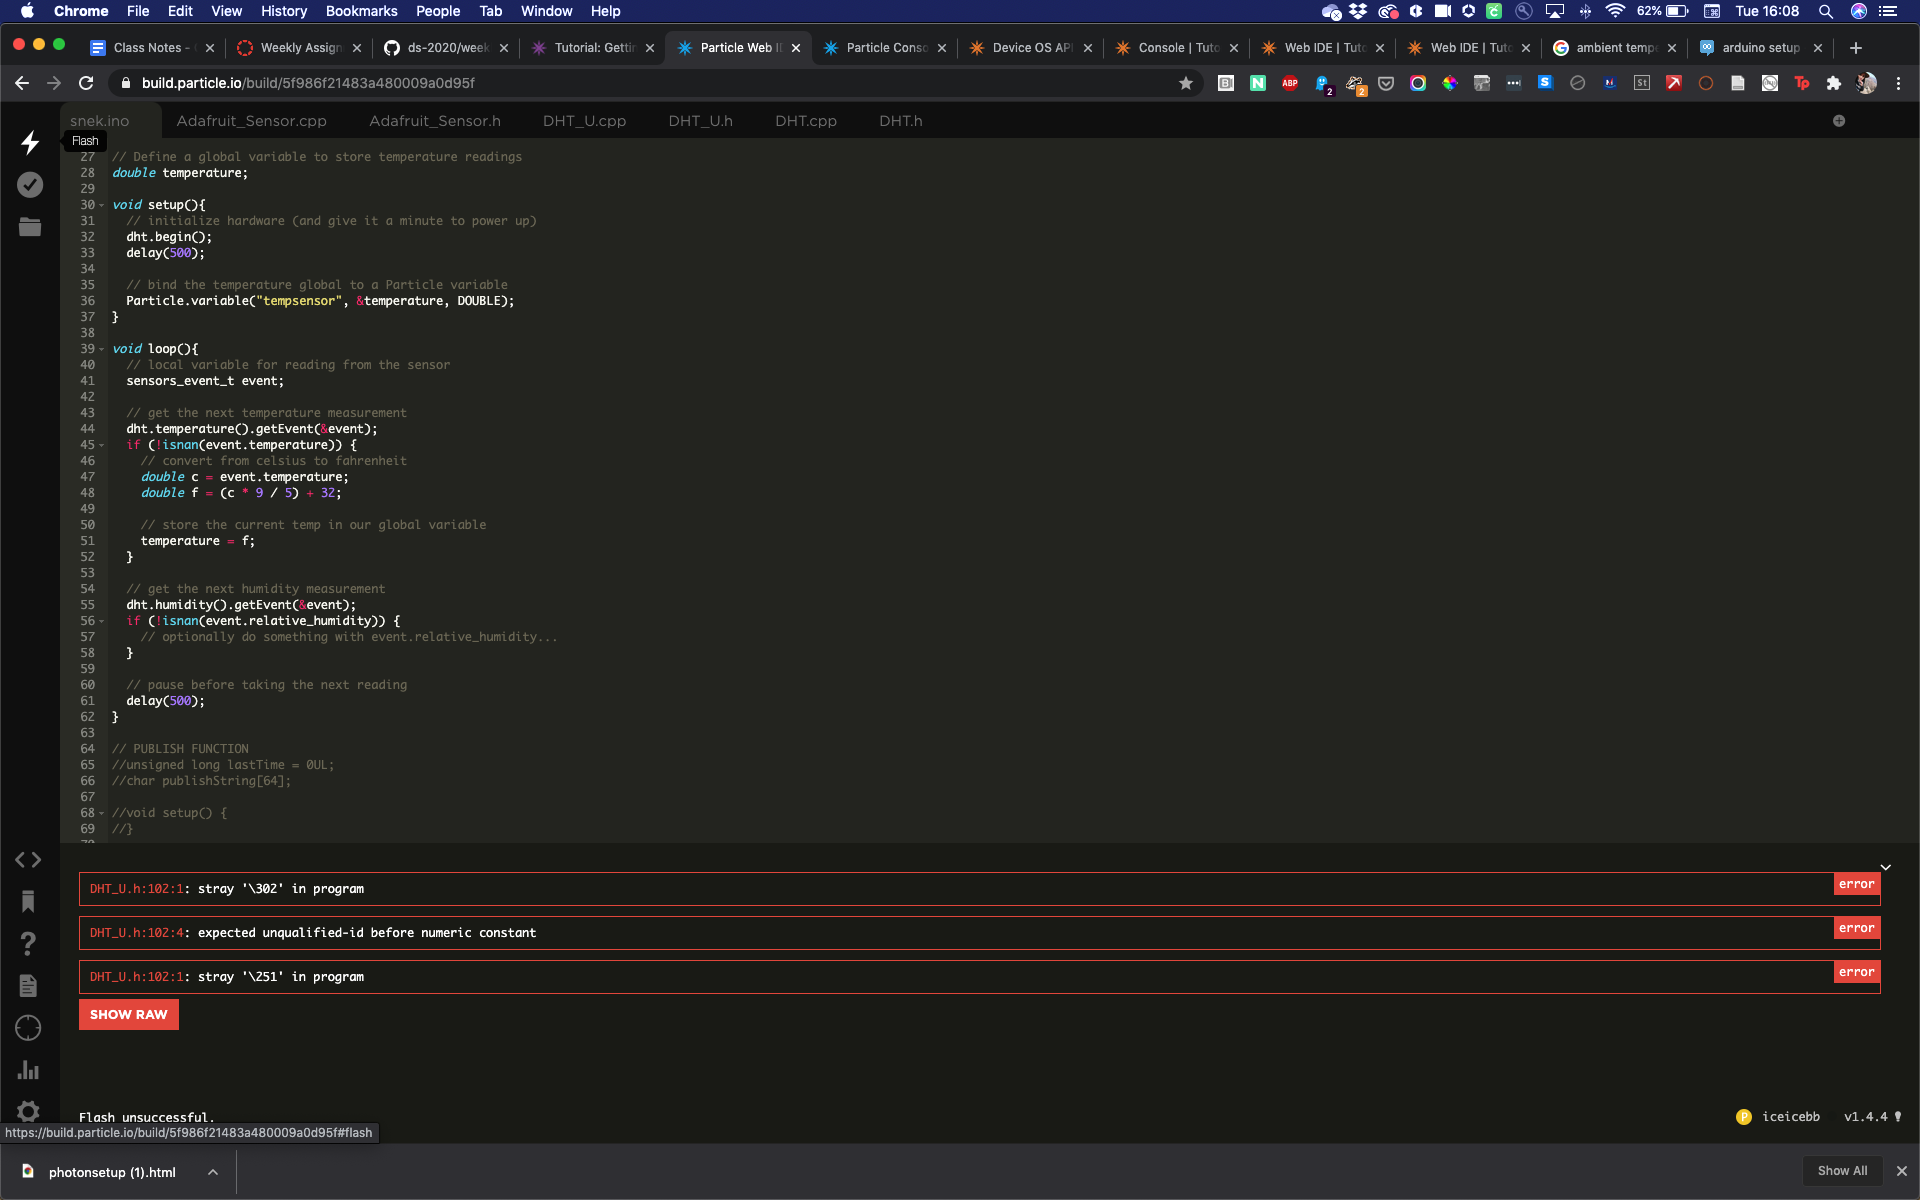 Chrome File Edit View History Bookmarks People Tab Window Help 62% Tue 16:08
Class Notes - Weekly Assign ds-2020/week Tutorial: Gettin Particle Web I Particle Conso Device OS AP Console | Tuto Web IDE | Tuto Web IDE | Tuto ambient tempe arduino setup
build.particle.io/build/5f986f21483a480009a0d95f
snek.ino Adafruit_Sensor.cpp Adafruit_Sensor.h DHT_U.cpp DHT_U.h DHT.cpp DHT.h
Flash
27 // Define a global variable to store temperature readings
28 double temperature;
29
30 void setup(){
31 // initialize hardware (and give it a minute to power up)
32 dht.begin();
33 delay(500);
34
35 // bind the temperature global to a Particle variable
36 Particle.variable("tempsensor", &temperature, DOUBLE);
37 }
38
39 void loop(){
40 // local variable for reading from the sensor
41 sensors_event_t event;
42
43 // get the next temperature measurement
44 dht.temperature().getEvent(&event);
45 if (!isnan(event.temperature)) {
46 // convert from celsius to fahrenheit
47 double c = event.temperature;
48 double f = (c * 9 / 5) + 32;
49
50 // store the current temp in our global variable
51 temperature = f;
52 }
53
54 // get the next humidity measurement
55 dht.humidity().getEvent(&event);
56 if (!isnan(event.relative_humidity)) {
57 // optionally do something with event.relative_humidity...
58 }
59
60 // pause before taking the next reading
61 delay(500);
62 }
63
64 // PUBLISH FUNCTION
65 //unsigned long lastTime = 0UL;
66 //char publishString[64];
67
68 //void setup() {
69 //}
DHT_U.h:102:1: stray '\302' in program error
DHT_U.h:102:4: expected unqualified-id before numeric constant error
DHT_U.h:102:1: stray '\251' in program error
SHOW RAW
Flash unsuccessful.
iceicebb v1.4.4
https://build.particle.io/build/5f986f21483a480009a0d95f#flash
photonsetup (1).html Show All